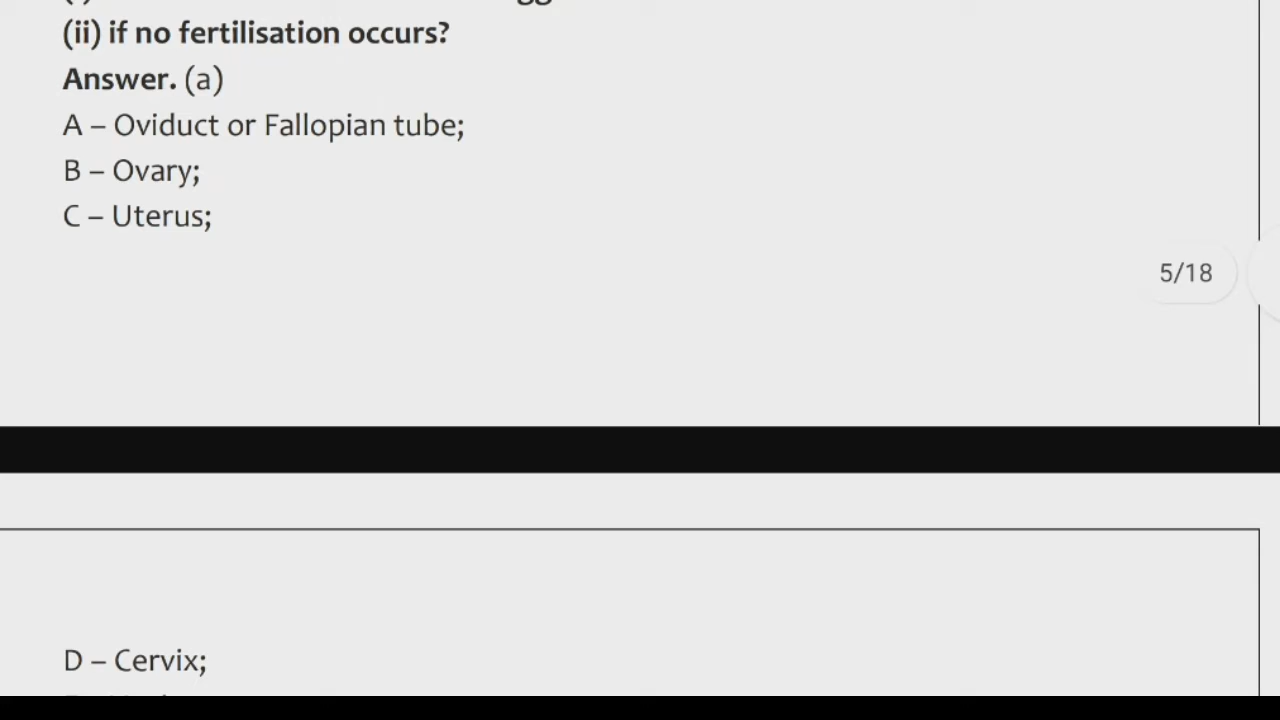 (ii) if no fertilisation occurs?
Answer. (a)
A – Oviduct or Fallopian tube;
B – Ovary;
C – Uterus;
5/18
D – Cervix;